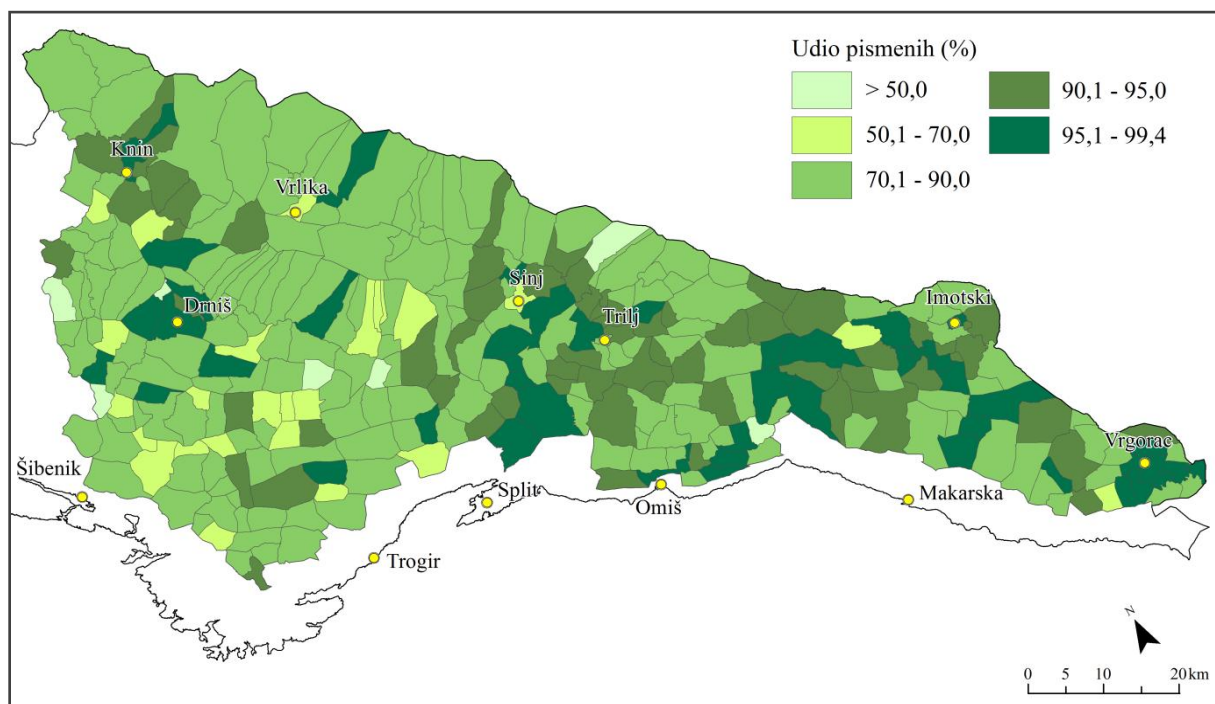 Udio pismenih (%)
> 50,0
50,1 - 70,0
70,1 - 90,0
90,1 - 95,0
95,1 - 99,4
Knin
Vrlika
Sinj
Imotski
Drniš
Trilj
Vrgorac
Šibenik
Split
Omiš
Makarska
Trogir
N
0 5 10 20 km